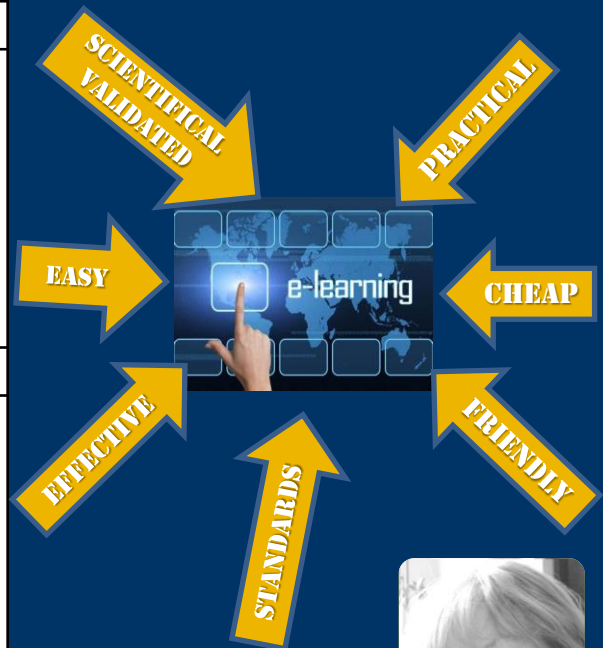 SCIENTIFICAL
VALIDATED
PRACTICAL
EASY
e-learning
CHEAP
EFFECTIVE
FRIENDLY
STANDARDS